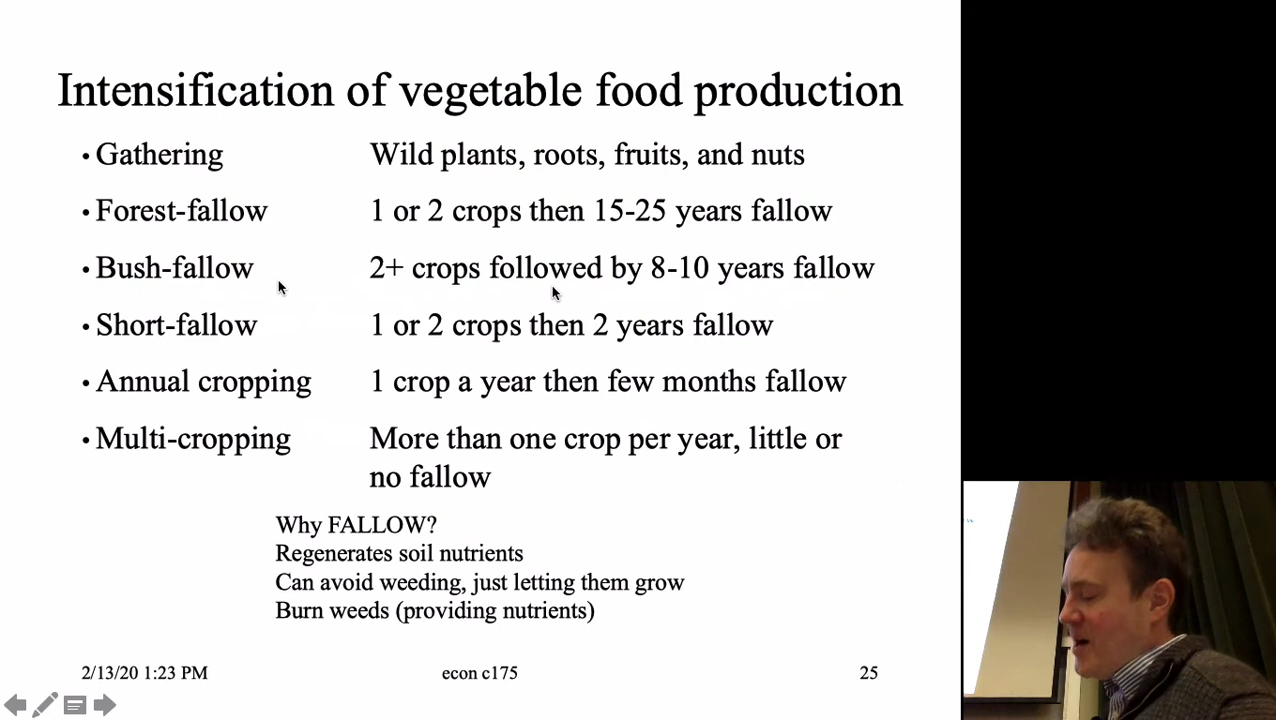 Intensification of vegetable food production
• Gathering Wild plants, roots, fruits, and nuts
• Forest-fallow 1 or 2 crops then 15-25 years fallow
• Bush-fallow 2+ crops followed by 8-10 years fallow
• Short-fallow 1 or 2 crops then 2 years fallow
• Annual cropping 1 crop a year then few months fallow
• Multi-cropping More than one crop per year, little or
no fallow
Why FALLOW?
Regenerates soil nutrients
Can avoid weeding, just letting them grow
Burn weeds (providing nutrients)
2/13/20 1:23 PM econ c175 25